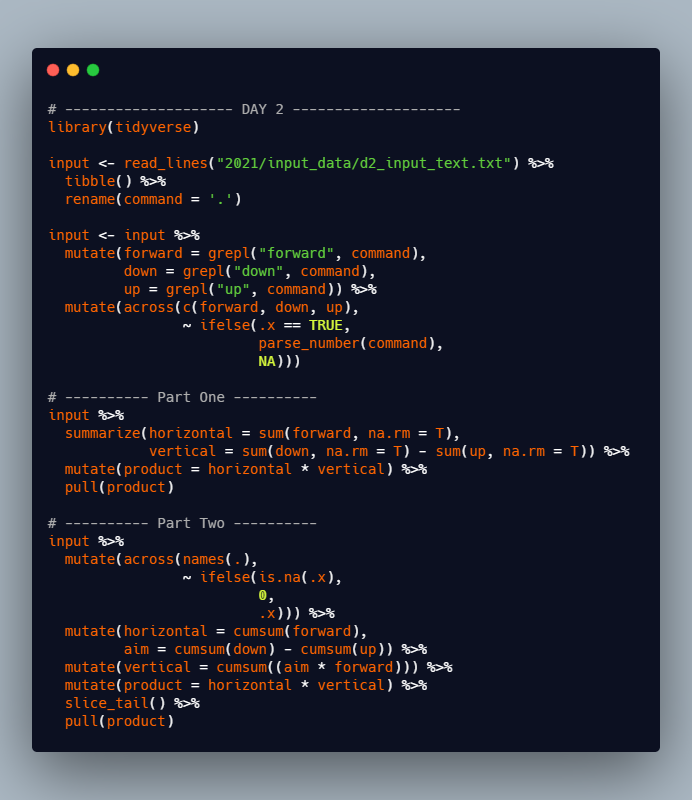 # -------------------- DAY 2 --------------------
library(tidyverse)

input <- read_lines("2021/input_data/d2_input_text.txt") %>%
  tibble() %>%
  rename(command = '.')

input <- input %>%
  mutate(forward = grepl("forward", command),
         down = grepl("down", command),
         up = grepl("up", command)) %>%
  mutate(across(c(forward, down, up),
                ~ ifelse(.x == TRUE,
                         parse_number(command),
                         NA)))

# ---------- Part One ----------
input %>%
  summarize(horizontal = sum(forward, na.rm = T),
            vertical = sum(down, na.rm = T) - sum(up, na.rm = T)) %>%
  mutate(product = horizontal * vertical) %>%
  pull(product)

# ---------- Part Two ----------
input %>%
  mutate(across(names(.),
                ~ ifelse(is.na(.x),
                         0,
                         .x))) %>%
  mutate(horizontal = cumsum(forward),
         aim = cumsum(down) - cumsum(up)) %>%
  mutate(vertical = cumsum((aim * forward))) %>%
  mutate(product = horizontal * vertical) %>%
  slice_tail() %>%
  pull(product)